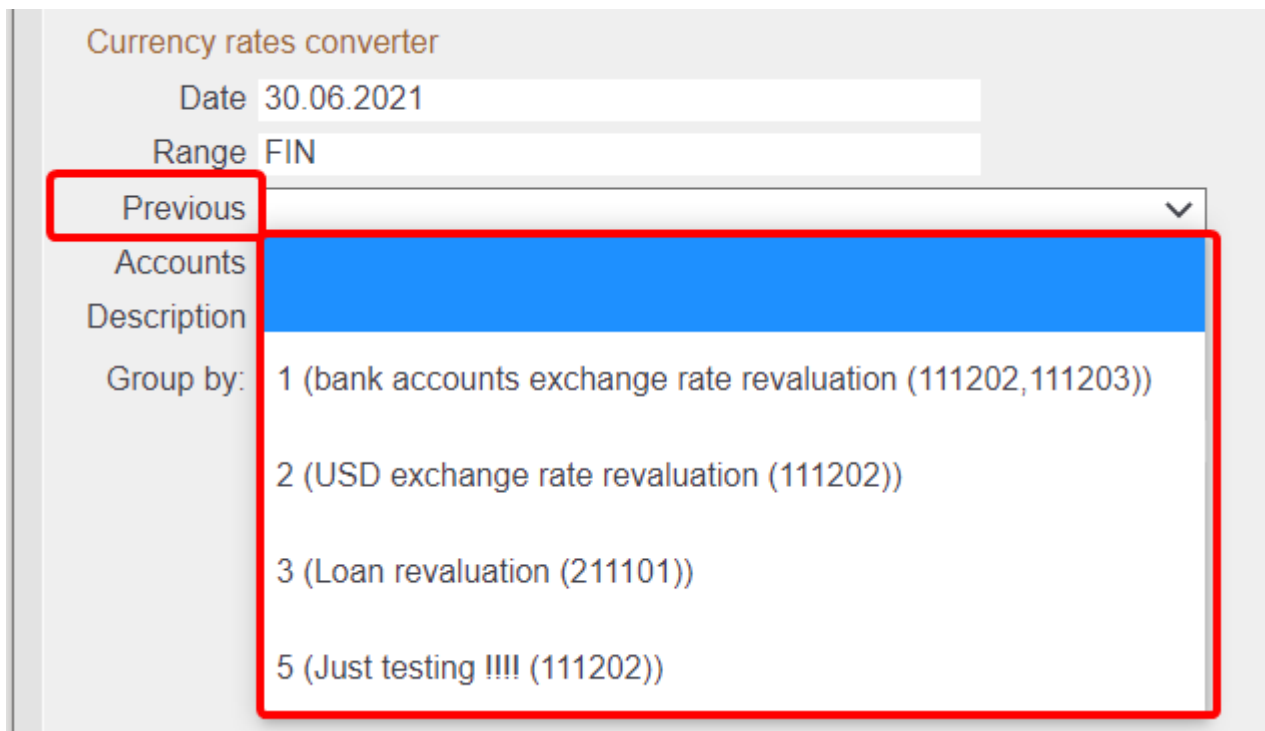 Currency rates converter
Date 30.06.2021
Range FIN
Previous
Accounts
Description
Group by: 1 (bank accounts exchange rate revaluation (111202,111203))
2 (USD exchange rate revaluation (111202))
3 (Loan revaluation (211101))
5 (Just testing !!!! (111202))